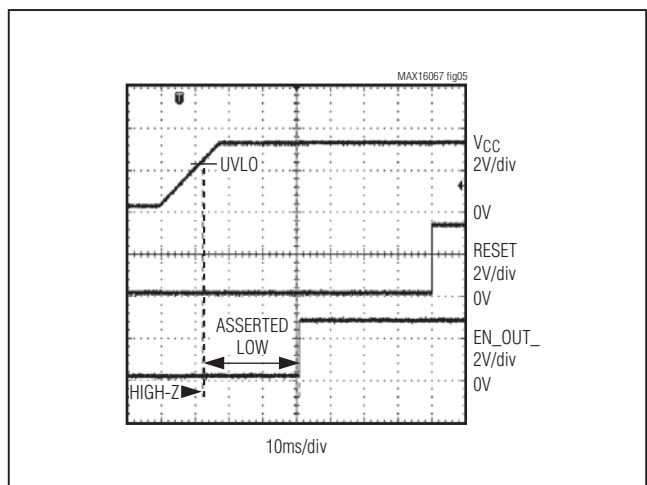 MAX16067 fig05
T
UVLO
VCC
2V/div
0V
RESET
2V/div
0V
ASSERTED
LOW
EN_OUT_
2V/div
0V
HIGH-Z
10ms/div